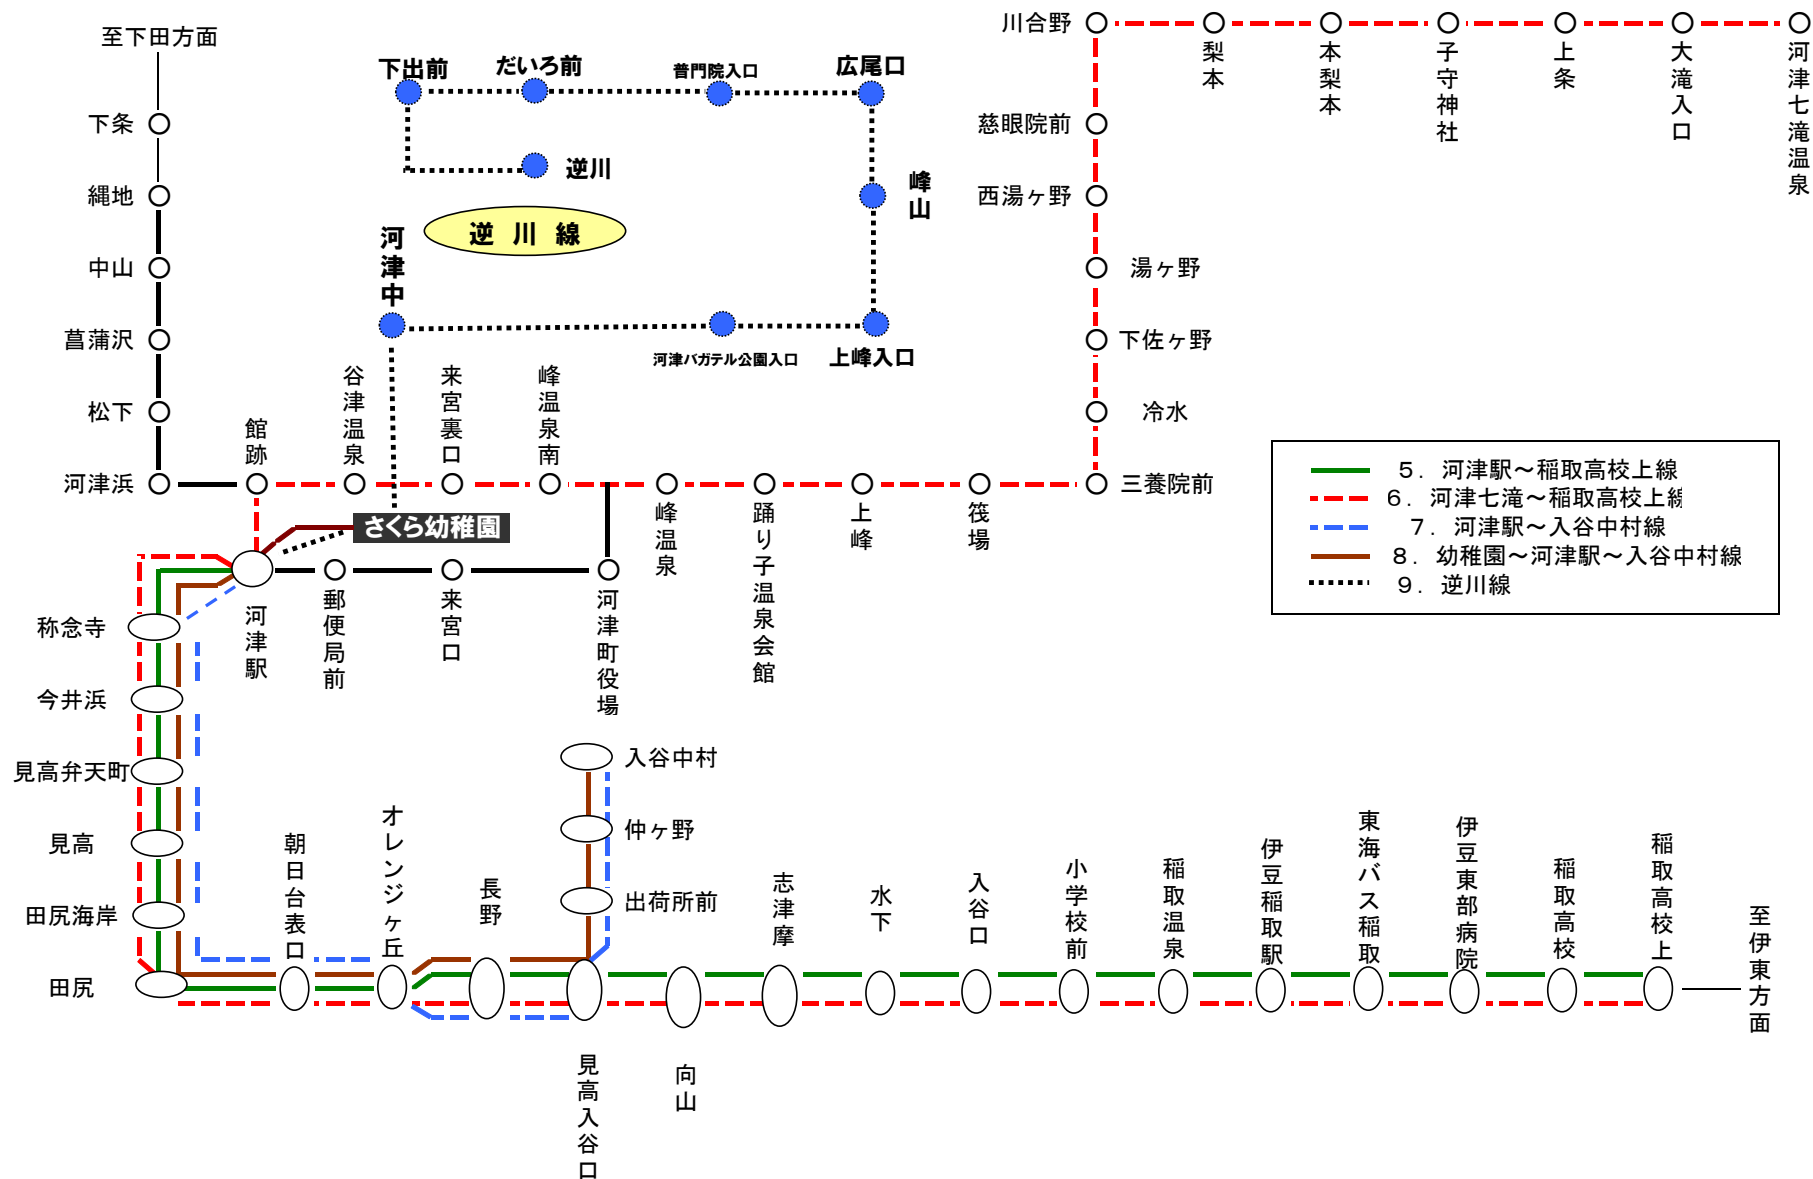 至下田方面
下条
縄地
中山
菖蒲沢
松下
河津浜
下出前
だいろ前
普門院入口
広尾口
逆川
峰山
逆川線
河津中
河津バガテル公園入口
上峰入口
川合野
梨本
本梨本
子守神社
上条
大滝入口
河津七滝温泉
慈眼院前
西湯ヶ野
湯ヶ野
下佐ヶ野
冷水
三養院前
館跡
谷津温泉
来宮裏口
峰温泉南
峰温泉
踊り子温泉会館
上峰
筏場
さくら幼稚園
河津駅
郵便局前
来宮口
河津町役場
5. 河津駅~稲取高校上線
6. 河津七滝~稲取高校上線
7. 河津駅~入谷中村線
8. 幼稚園~河津駅~入谷中村線
9. 逆川線
称念寺
今井浜
見高弁天町
見高
田尻海岸
田尻
入谷中村
仲ヶ野
出荷所前
朝日台表口
オレンジヶ丘
長野
見高入谷口
向山
志津摩
水下
入谷口
小学校前
稲取温泉
伊豆稲取駅
東海バス稲取
伊豆東部病院
稲取高校
稲取高校上
至伊東方面